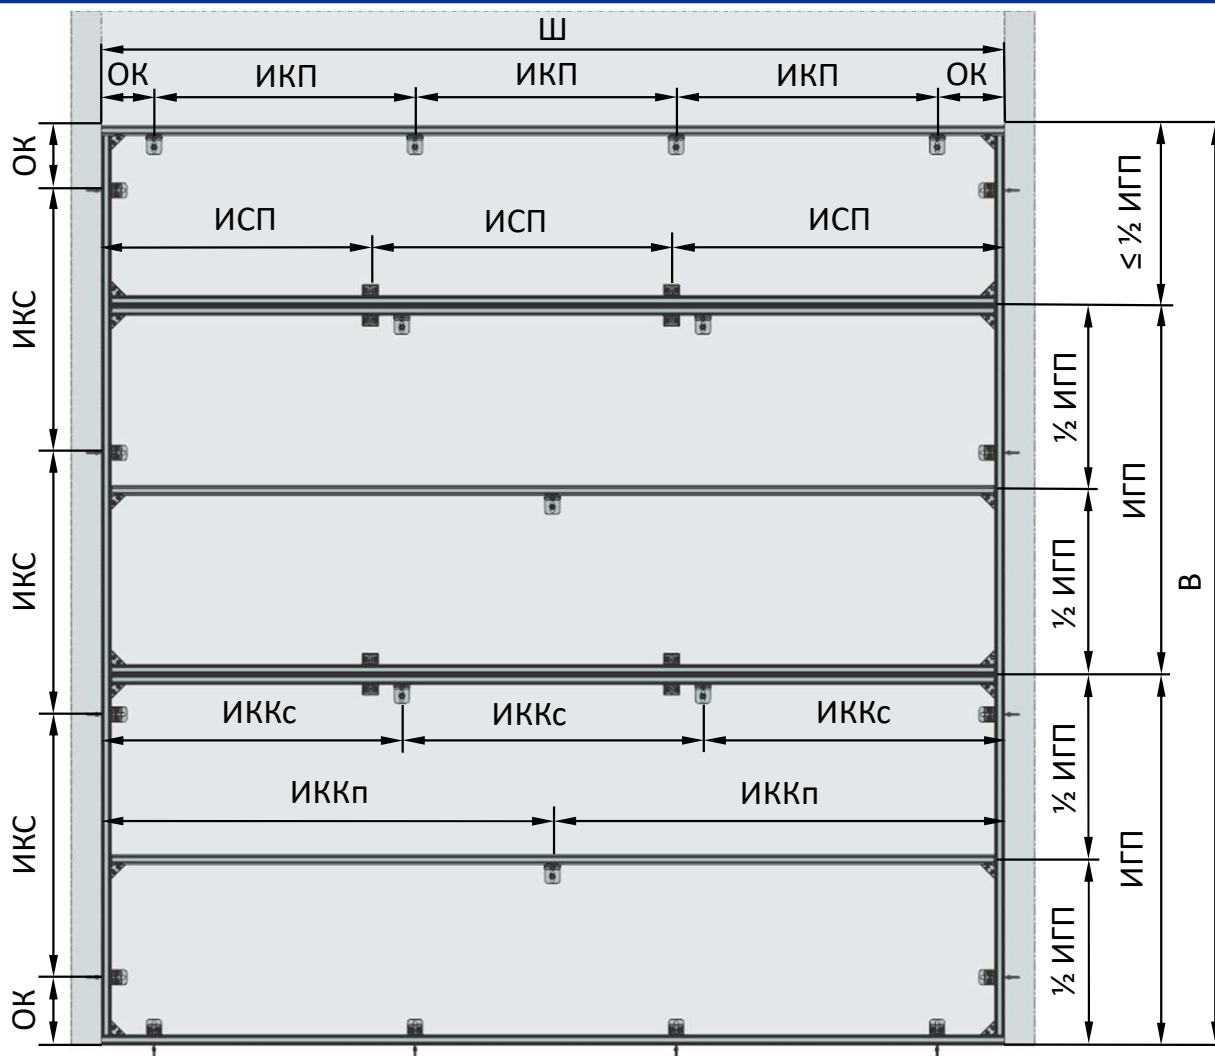 Ш
ОК ИКП ИКП ИКП ОК
ОК
ИСП ИСП ИСП
≤ ½ ИГП
ИКС
½ ИГП
ИГП
ИКС
½ ИГП
В
ИККс ИККс ИККс
½ ИГП
ИККп ИККп
ИКС
ИГП
½ ИГП
ОК